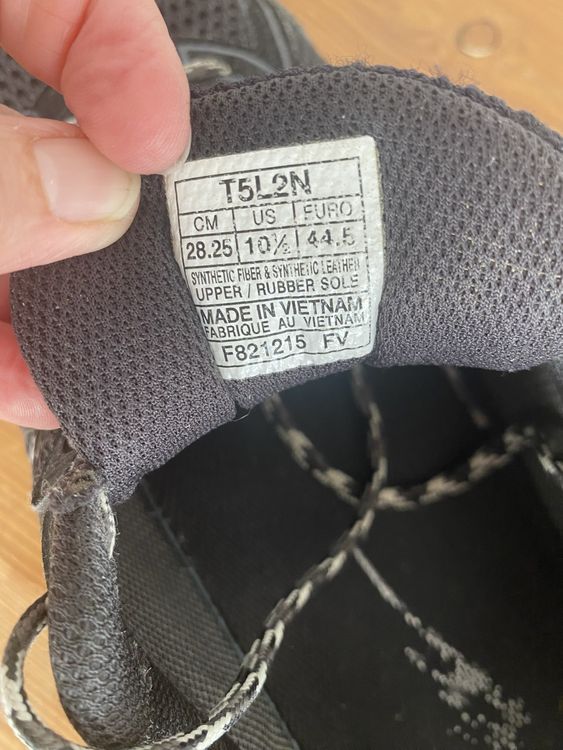 T5L2N
CM US EURO
28.25 10½ 44.5
SYNTHETIC FIBER & SYNTHETIC LEATHER
UPPER / RUBBER SOLE
MADE IN VIETNAM
FABRIQUE AU VIETNAM
F821215 FV